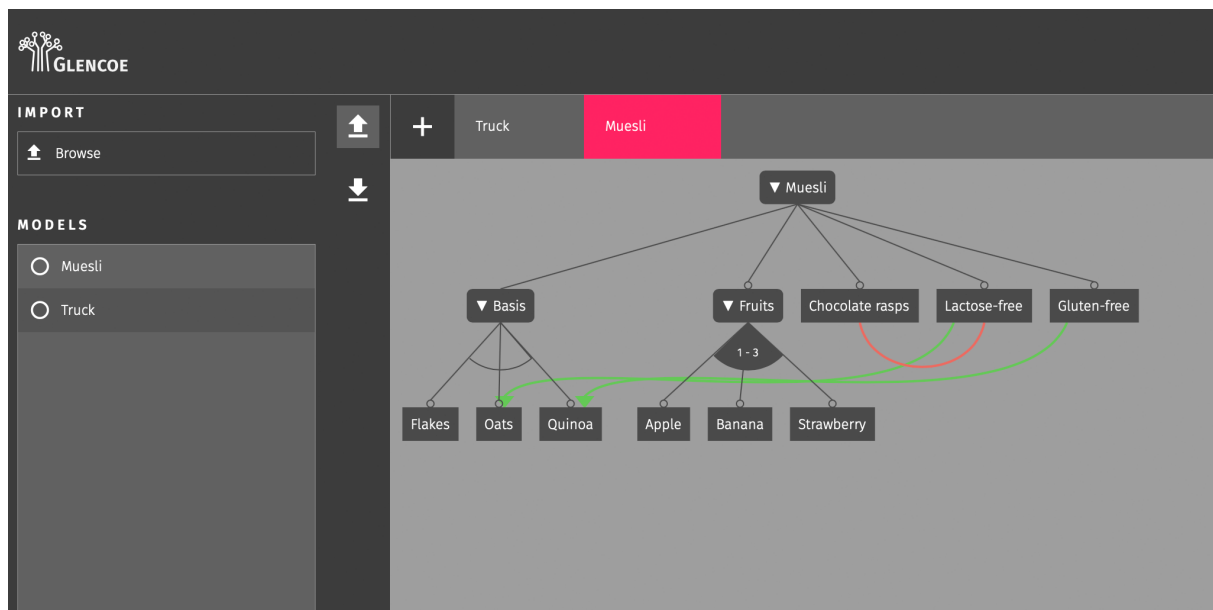 GLENCOE
IMPORT
Browse
MODELS
Muesli
Truck
+ Truck Muesli
▼ Muesli
▼ Basis ▼ Fruits Chocolate rasps Lactose-free Gluten-free
1 - 3
Flakes Oats Quinoa Apple Banana Strawberry